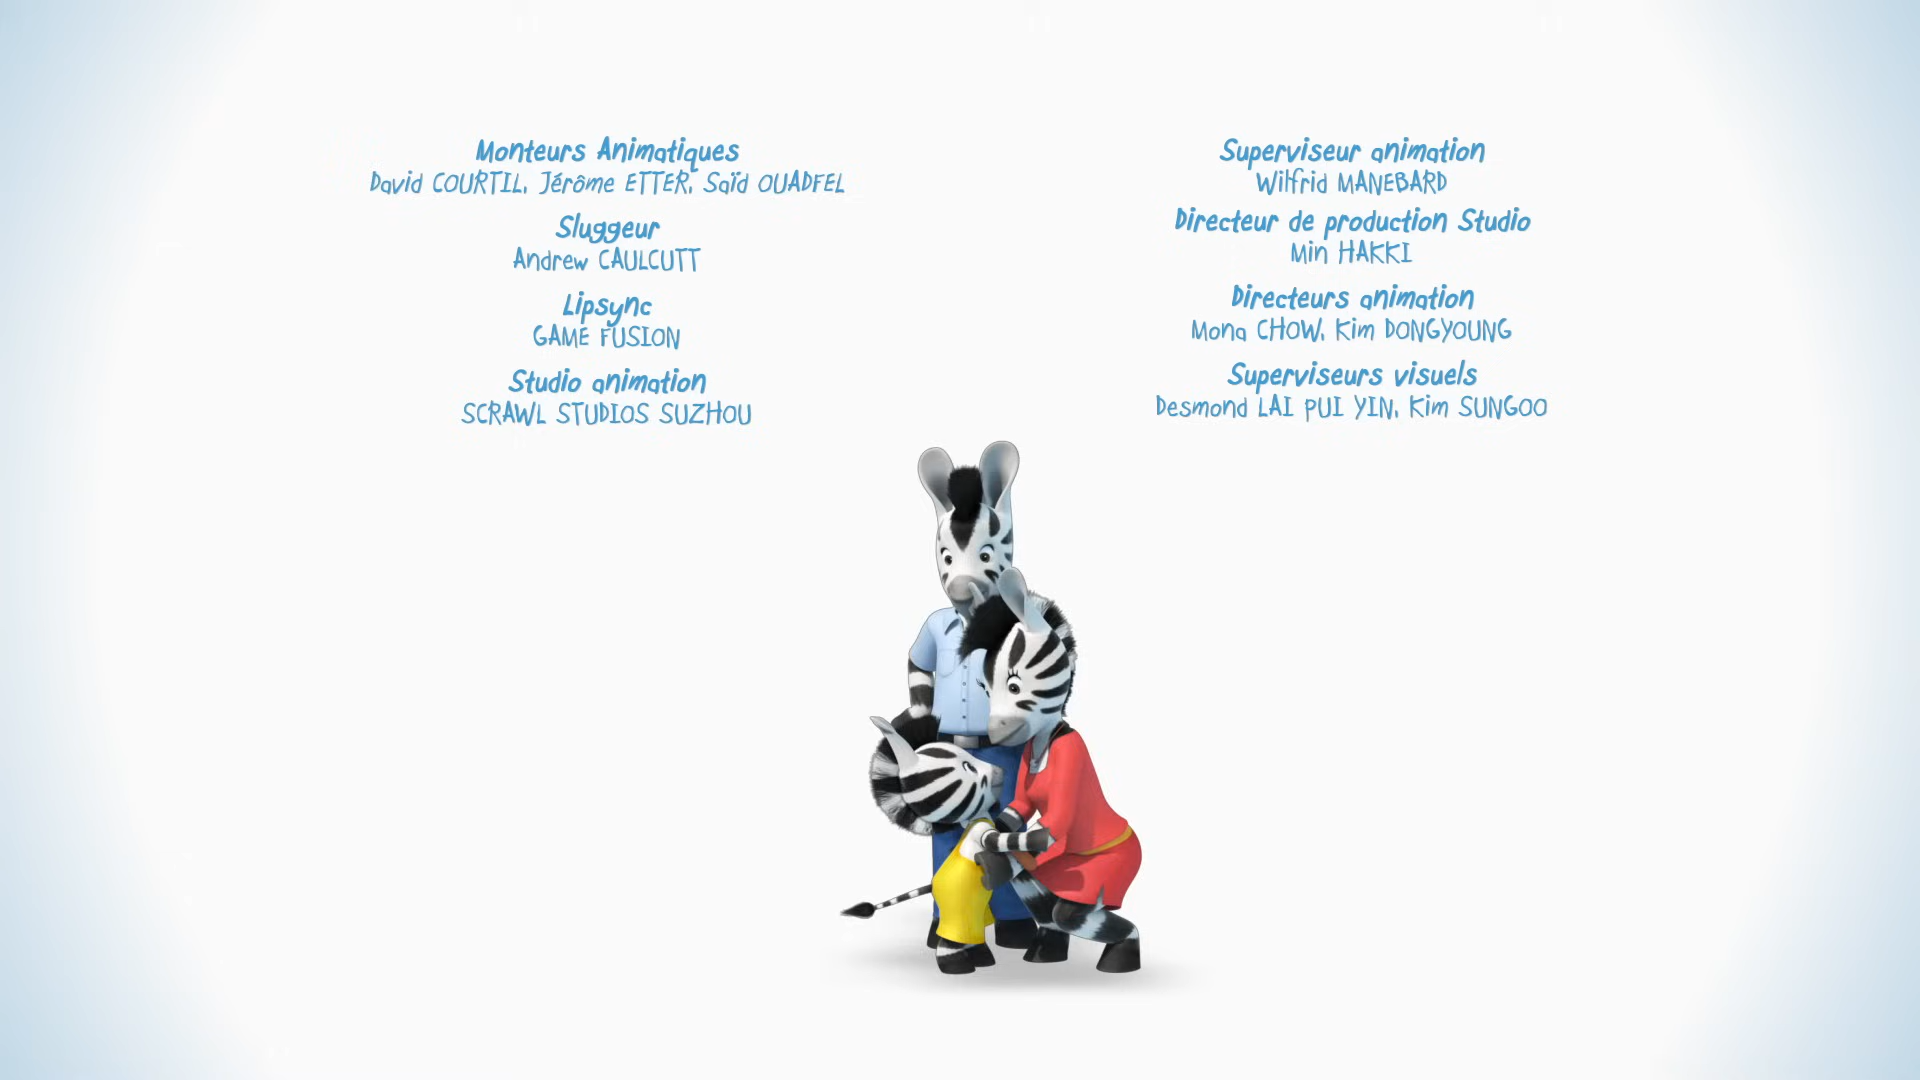 Monteurs Animatiques
David COURTIL, Jérôme ETTER, Saïd OUADFEL
Sluggeur
Andrew CAULCUTT
Lipsync
GAME FUSION
Studio animation
SCRAWL STUDIOS SUZHOU
Superviseur animation
Wilfrid MANEBARD
Directeur de production Studio
Min HAKKI
Directeurs animation
Mona CHOW, Kim DONGYOUNG
Superviseurs visuels
Desmond LAI PUI YIN, Kim SUNGOO